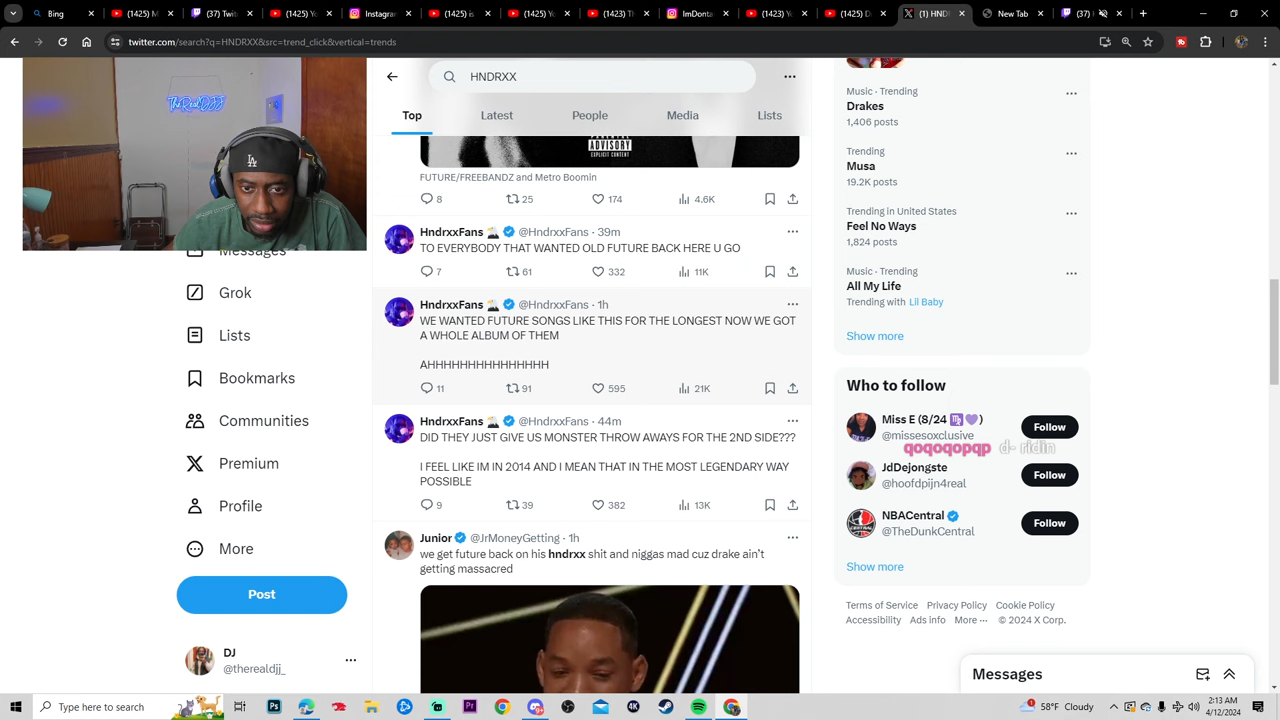 (1425) M
(37) Tw
Yo
(1425) N
Instagrar
(1425) is
(1423) Th
ImDonta
(1423) Y
(1425) D
(1) HNDR
New Tab
(37)
twitter.com/search?q=HNDRXX&src=trend_click&vertical=trends
TheRealDJJ
LA
HNDRXX
Top
Latest
People
Media
Lists
ADVISORY
EXPLICIT CONTENT
FUTURE/FREEBANDZ and Metro Boomin
8 25 174 4.6K
HndrxxFans @HndrxxFans · 39m
TO EVERYBODY THAT WANTED OLD FUTURE BACK HERE U GO
7 61 332 11K
HndrxxFans @HndrxxFans · 1h
WE WANTED FUTURE SONGS LIKE THIS FOR THE LONGEST NOW WE GOT
A WHOLE ALBUM OF THEM
AHHHHHHHHHHHHHHH
11 91 595 21K
HndrxxFans @HndrxxFans · 44m
DID THEY JUST GIVE US MONSTER THROW AWAYS FOR THE 2ND SIDE???
I FEEL LIKE IM IN 2014 AND I MEAN THAT IN THE MOST LEGENDARY WAY
POSSIBLE
9 39 382 13K
Junior @JrMoneyGetting · 1h
we get future back on his hndrxx shit and niggas mad cuz drake ain't
getting massacred
Messages
Grok
Lists
Bookmarks
Communities
Premium
Profile
More
Post
DJ
@therealdjj_
Music · Trending
Drakes
1,406 posts
Trending
Musa
19.2K posts
Trending in United States
Feel No Ways
1,824 posts
Music · Trending
All My Life
Trending with Lil Baby
Show more
Who to follow
Miss E (8/24 ♍💜)
@missesoxclusive
Follow
qoqoqopqp d- ridin
JdDejongste
@hoofdpijn4real
Follow
NBACentral
@TheDunkCentral
Follow
Show more
Terms of Service Privacy Policy Cookie Policy
Accessibility Ads info More ··· © 2024 X Corp.
Messages
Type here to search
58°F Cloudy
2:13 AM
4/12/2024